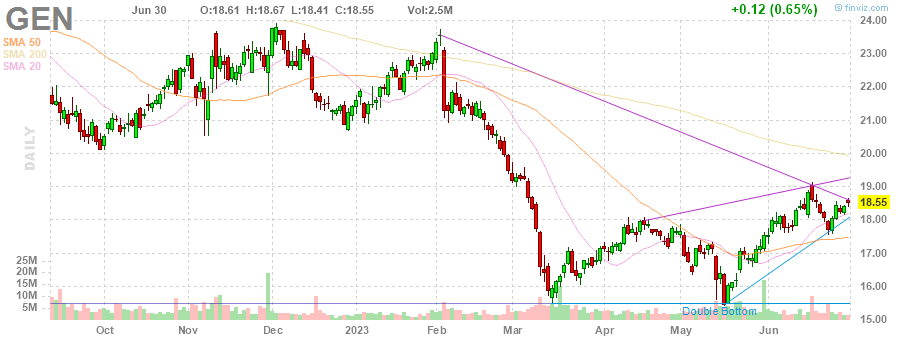 GEN Jun 30 O:18.61 H:18.67 L:18.41 C:18.55 Vol:2.5M +0.12 (0.65%) © finviz.com
SMA 50
SMA 200
SMA 20
DAILY
24.00
23.00
22.00
21.00
20.00
19.00
18.55
18.00
17.00
16.00
15.00
25M
20M
15M
10M
5M
Double Bottom
Oct Nov Dec 2023 Feb Mar Apr May Jun